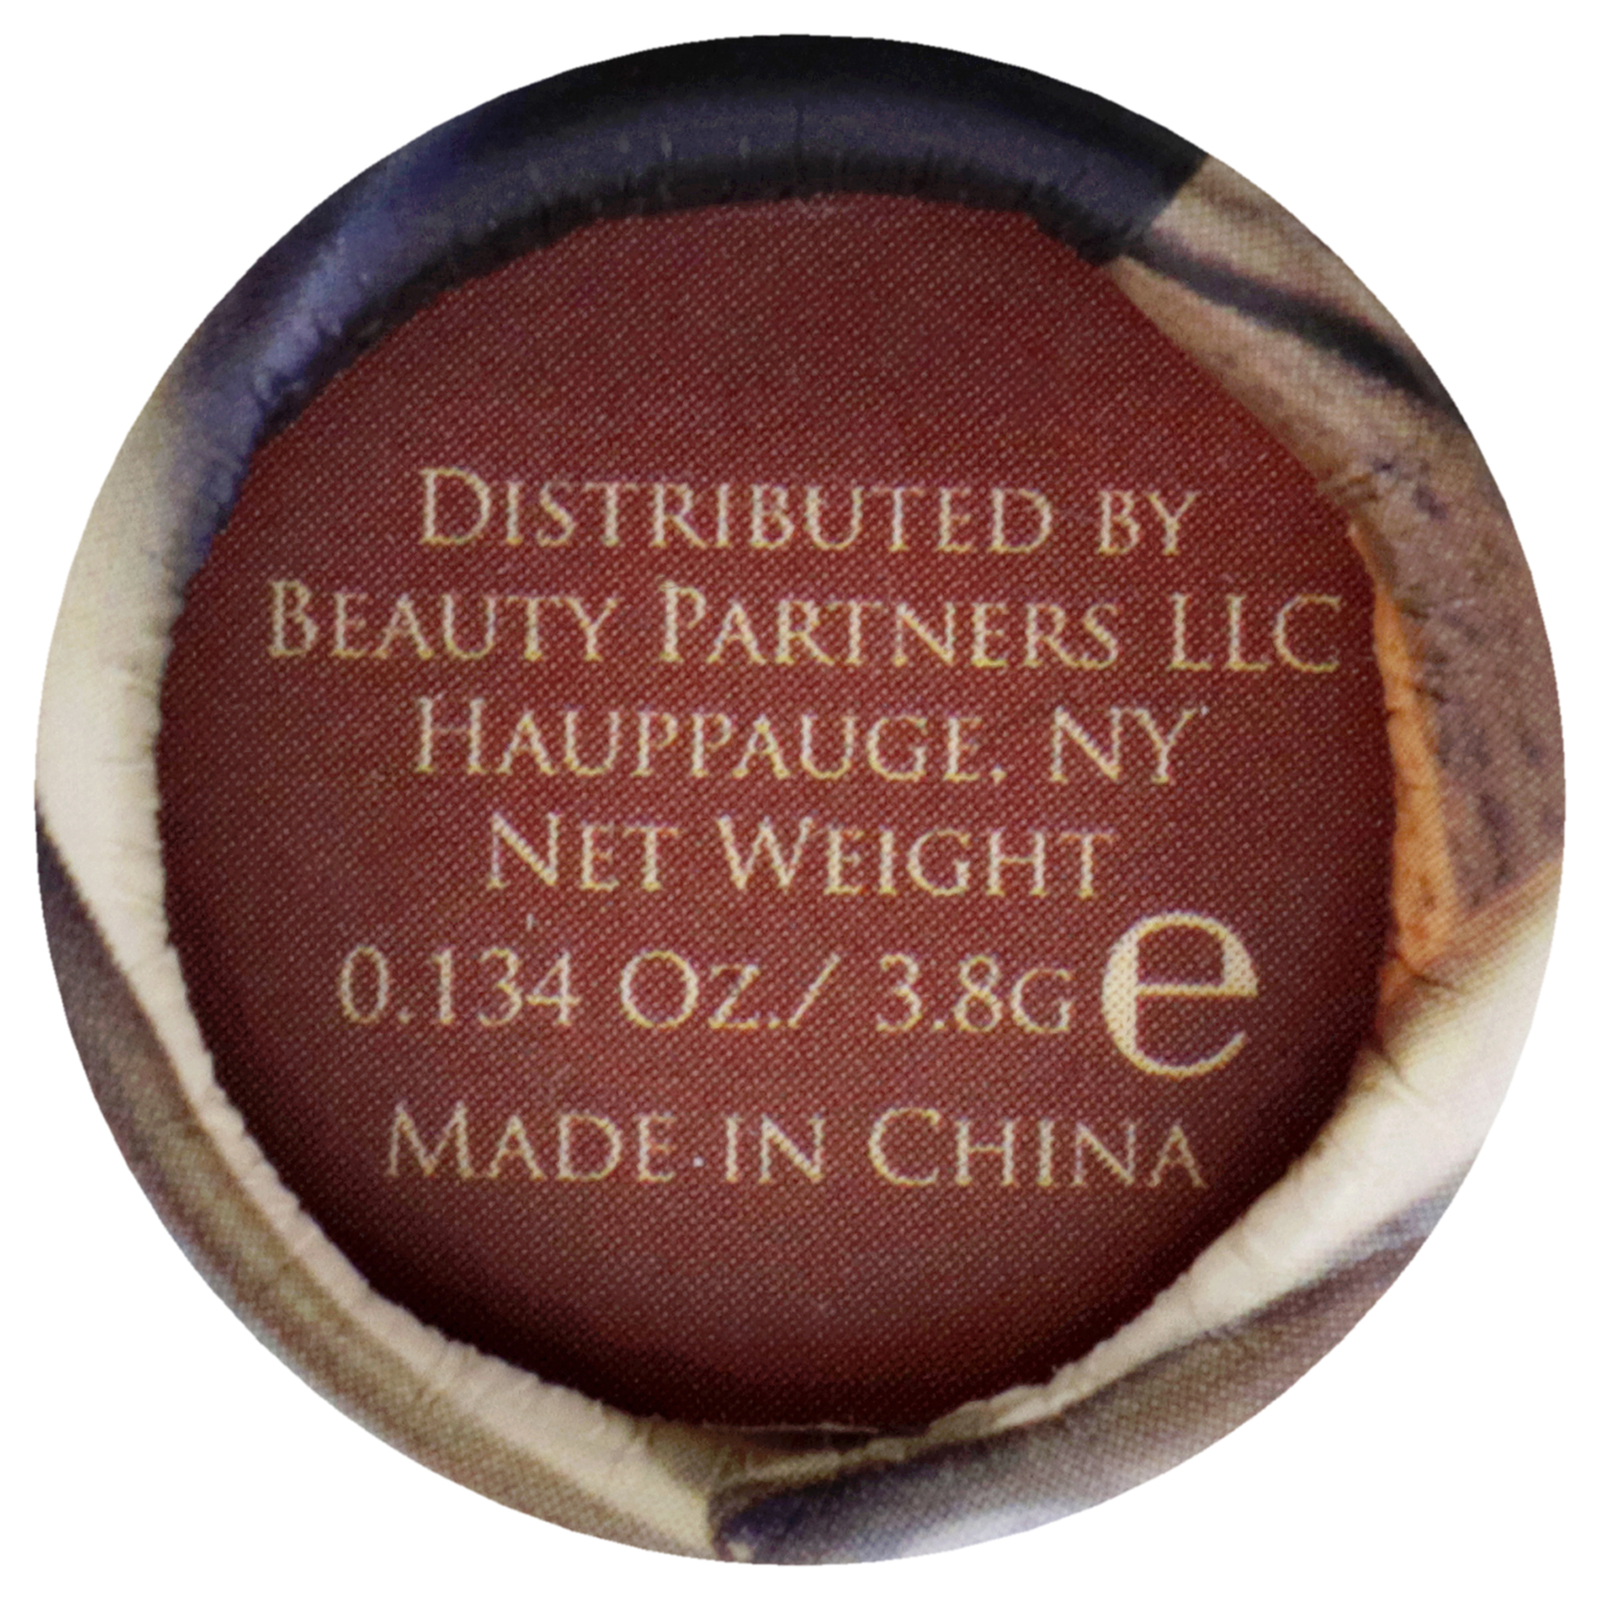 DISTRIBUTED BY
BEAUTY PARTNERS LLC
HAUPPAUGE, NY
NET WEIGHT
0.134 OZ./ 3.8G e
MADE IN CHINA